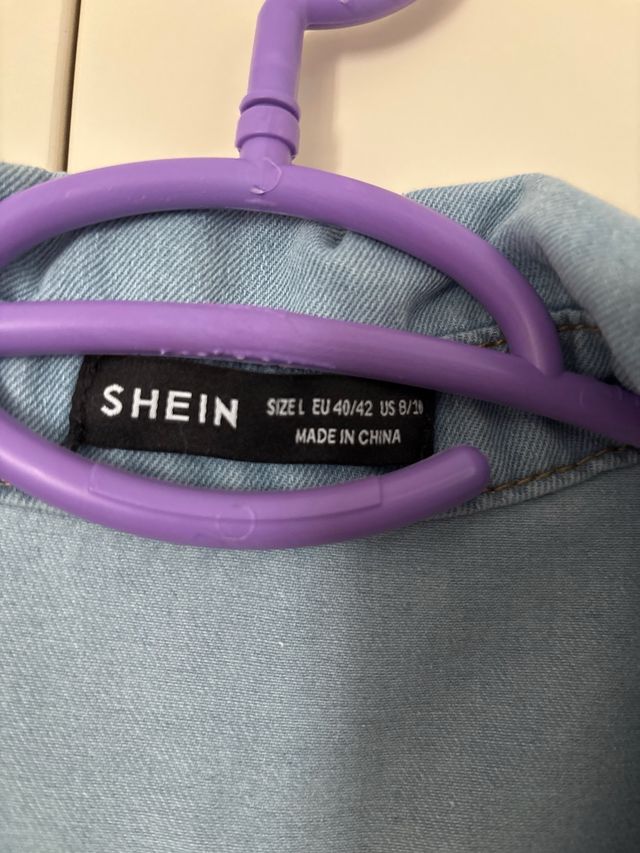 SHEIN
SIZE L EU 40/42 US 8/10
MADE IN CHINA